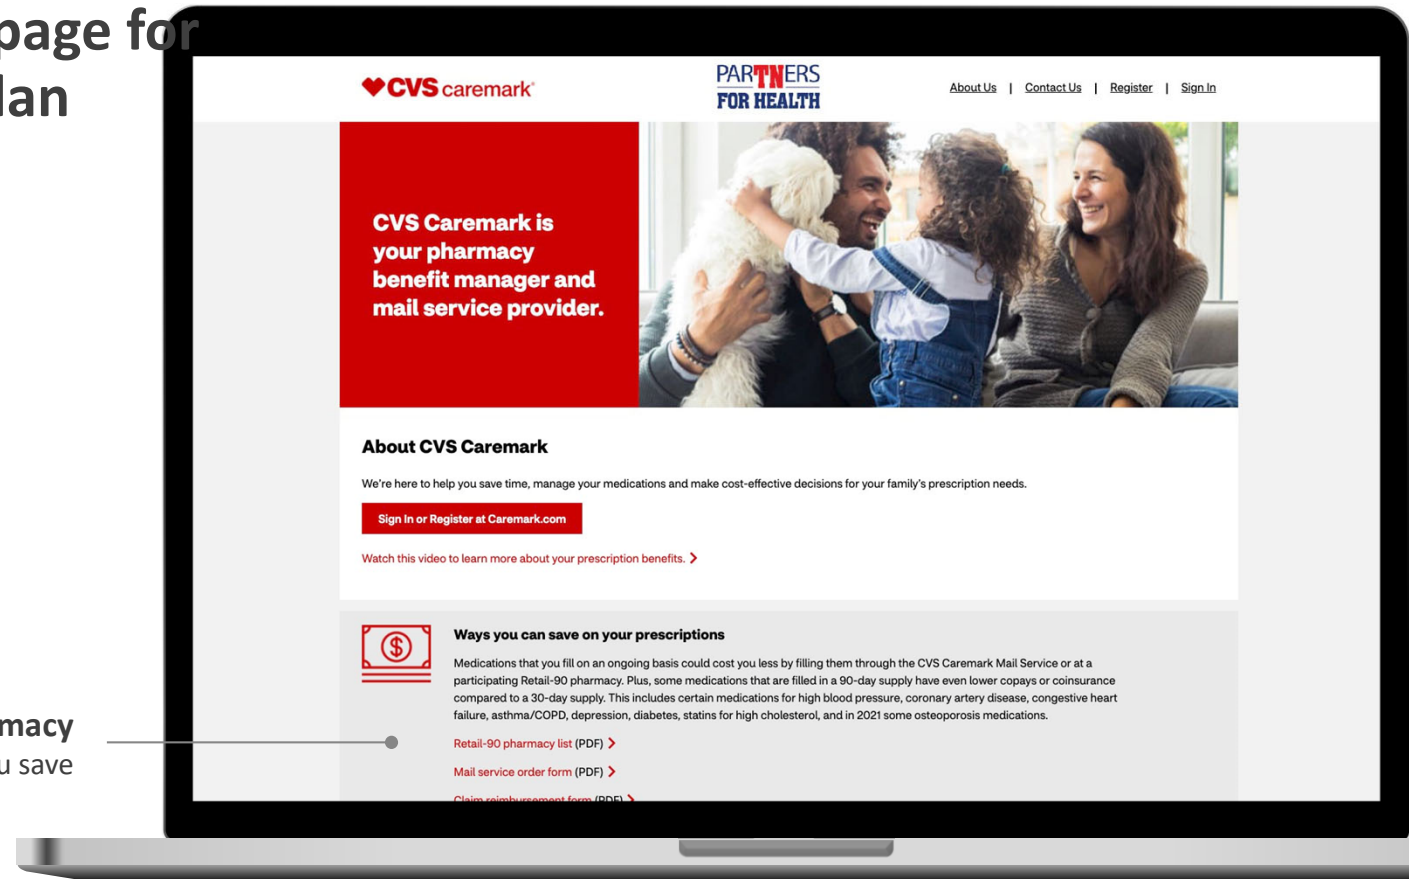 page for
lan
CVS caremark®
PARTNERS
FOR HEALTH
About Us | Contact Us | Register | Sign In
CVS Caremark is
your pharmacy
benefit manager and
mail service provider.
About CVS Caremark
We're here to help you save time, manage your medications and make cost-effective decisions for your family's prescription needs.
Sign In or Register at Caremark.com
Watch this video to learn more about your prescription benefits.
Ways you can save on your prescriptions
Medications that you fill on an ongoing basis could cost you less by filling them through the CVS Caremark Mail Service or at a
participating Retail-90 pharmacy. Plus, some medications that are filled in a 90-day supply have even lower copays or coinsurance
compared to a 30-day supply. This includes certain medications for high blood pressure, coronary artery disease, congestive heart
failure, asthma/COPD, depression, diabetes, statins for high cholesterol, and in 2021 some osteoporosis medications.
macy
u save
Retail-90 pharmacy list (PDF)
Mail service order form (PDF)
Claim reimbursement form (PDF)